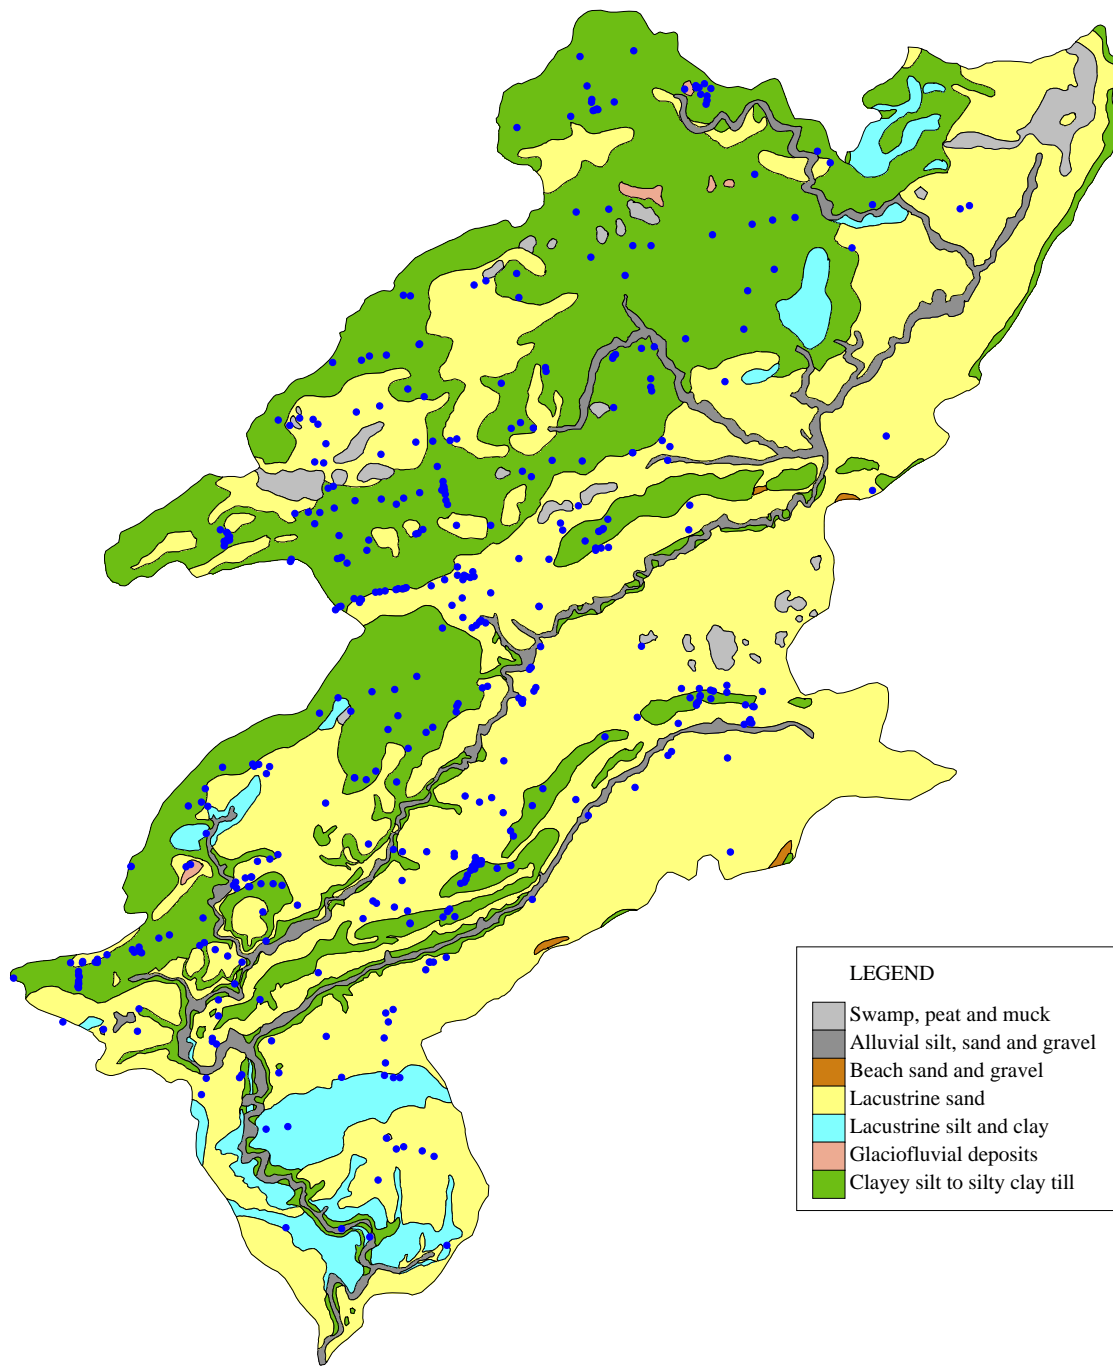 LEGEND
Swamp, peat and muck
Alluvial silt, sand and gravel
Beach sand and gravel
Lacustrine sand
Lacustrine silt and clay
Glaciofluvial deposits
Clayey silt to silty clay till